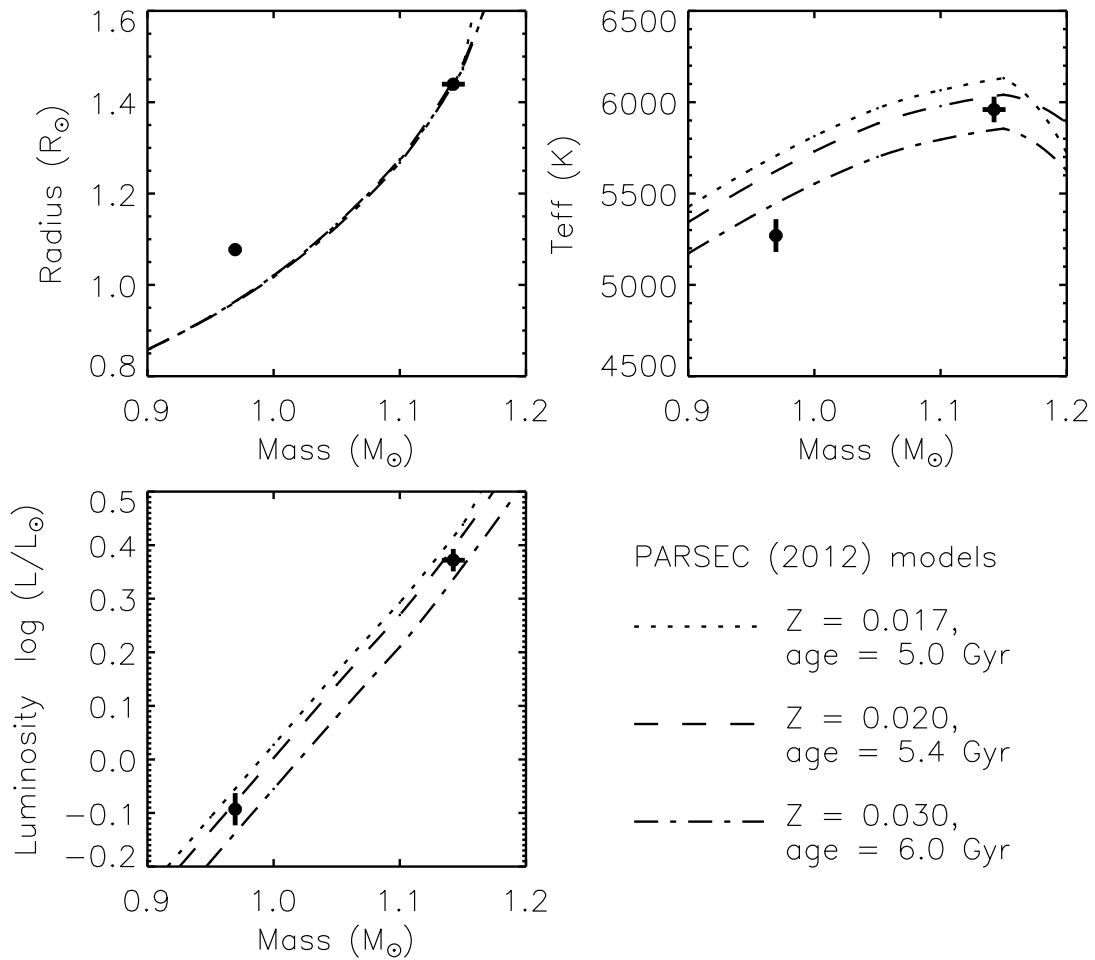 1.6
1.4
1.2
1.0
0.8
Radius (R☉)
0.9 1.0 1.1 1.2
Mass (M☉)
6500
6000
5500
5000
4500
Teff (K)
0.9 1.0 1.1 1.2
Mass (M☉)
0.5
0.4
0.3
0.2
0.1
0.0
−0.1
−0.2
Luminosity log (L/L☉)
0.9 1.0 1.1 1.2
Mass (M☉)
PARSEC (2012) models
Z = 0.017,
age = 5.0 Gyr
Z = 0.020,
age = 5.4 Gyr
Z = 0.030,
age = 6.0 Gyr